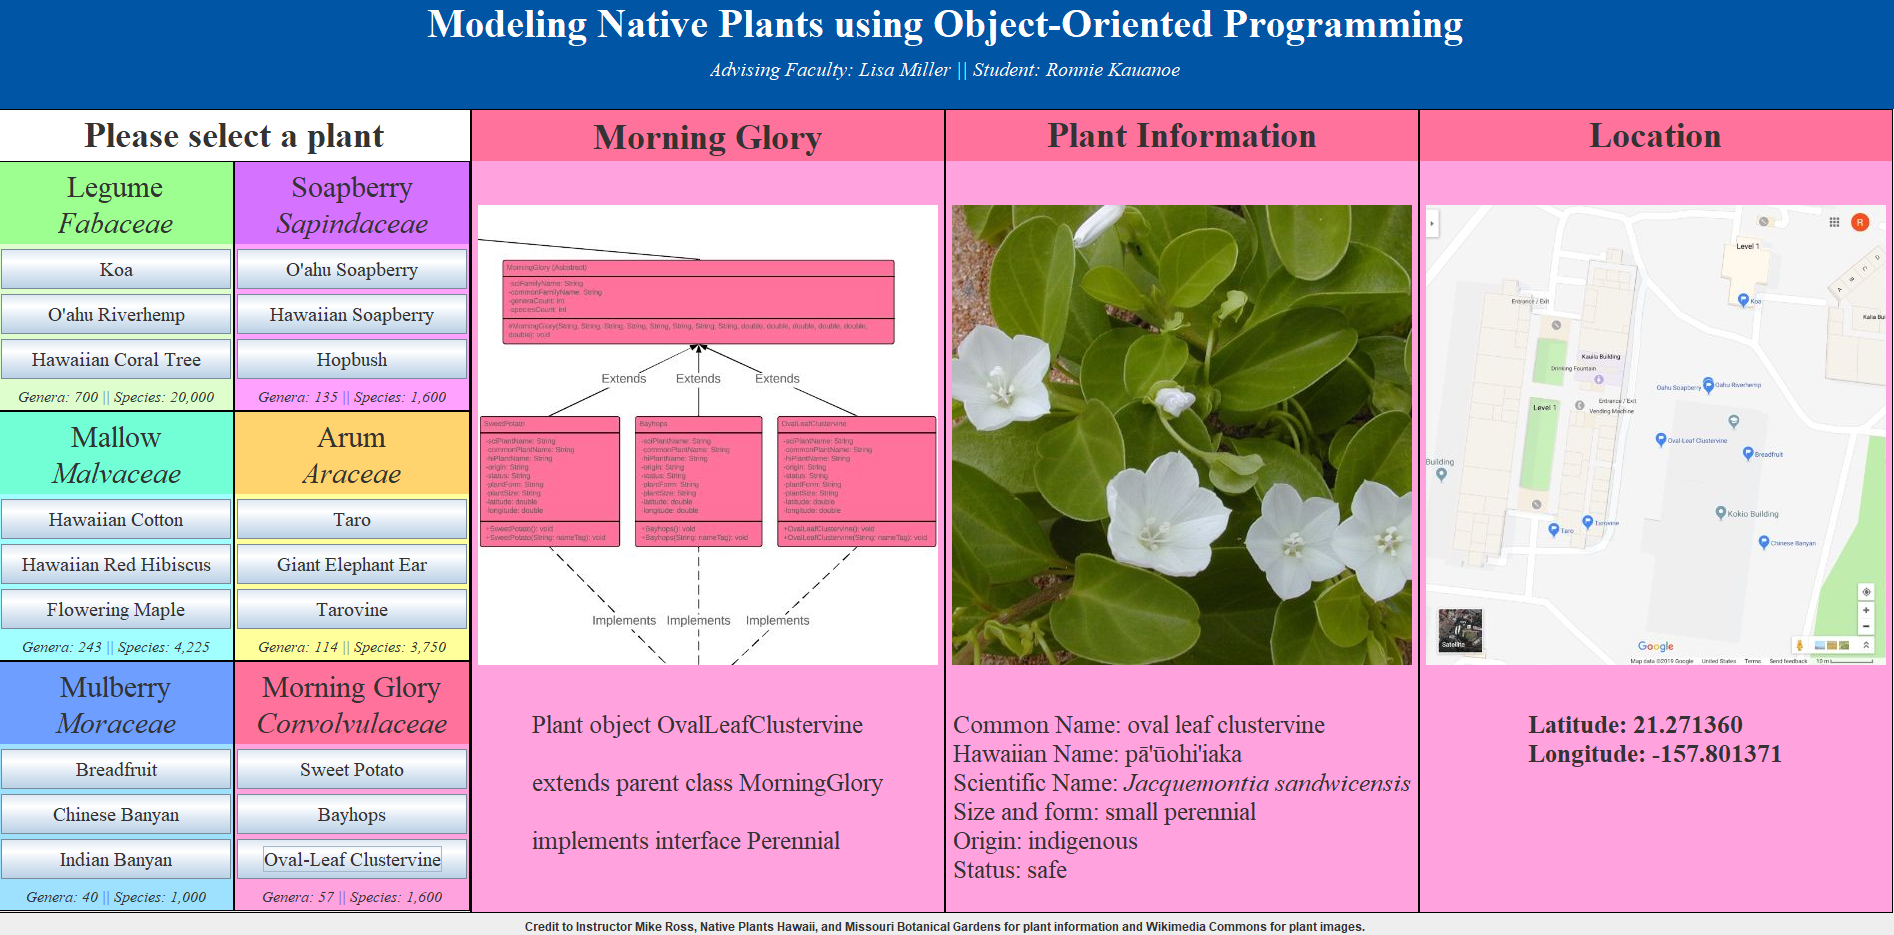 Modeling Native Plants using Object-Oriented Programming
Advising Faculty: Lisa Miller || Student: Ronnie Kauanoe
Please select a plant
Legume
Fabaceae
Koa
O'ahu Riverhemp
Hawaiian Coral Tree
Genera: 700 || Species: 20,000
Soapberry
Sapindaceae
O'ahu Soapberry
Hawaiian Soapberry
Hopbush
Genera: 135 || Species: 1,600
Mallow
Malvaceae
Hawaiian Cotton
Hawaiian Red Hibiscus
Flowering Maple
Genera: 243 || Species: 4,225
Arum
Araceae
Taro
Giant Elephant Ear
Tarovine
Genera: 114 || Species: 3,750
Mulberry
Moraceae
Breadfruit
Chinese Banyan
Indian Banyan
Genera: 40 || Species: 1,000
Morning Glory
Convolvulaceae
Sweet Potato
Bayhops
Oval-Leaf Clustervine
Genera: 57 || Species: 1,600
Morning Glory
MorningGlory (Abstract)
-sciFamilyName: String
-commonFamilyName: String
-generaCount: int
-speciesCount: int
#MorningGlory(String, String, String, String, String, String, String, String, double, double, double, double, double,
double): void
Extends Extends Extends
SweetPotato
-sciPlantName: String
-commonPlantName: String
-hiPlantName: String
-origin: String
-status: String
-plantForm: String
-plantSize: String
-latitude: double
-longitude: double
+SweetPotato(): void
+SweetPotato(String: nameTag): void
Bayhops
-sciPlantName: String
-commonPlantName: String
-hiPlantName: String
-origin: String
-status: String
-plantForm: String
-plantSize: String
-latitude: double
-longitude: double
+Bayhops(): void
+Bayhops(String: nameTag): void
OvalLeafClustervine
-sciPlantName: String
-commonPlantName: String
-hiPlantName: String
-origin: String
-status: String
-plantForm: String
-plantSize: String
-latitude: double
-longitude: double
+OvalLeafClustervine(): void
+OvalLeafClustervine(String: nameTag): void
Implements Implements Implements
Plant object OvalLeafClustervine
extends parent class MorningGlory
implements interface Perennial
Plant Information
Common Name: oval leaf clustervine
Hawaiian Name: pā'ūohi'iaka
Scientific Name: Jacquemontia sandwicensis
Size and form: small perennial
Origin: indigenous
Status: safe
Location
R
Level 1
Entrance / Exit
Koa
Kalia Bui
Kauila Building
Drinking Fountain
Oahu Soapberry
Oahu Riverhemp
Entrance / Exit
Level 1
Vending Machine
Oval-Leaf Clustervine
Breadfruit
Building
Kokio Building
Taro
Tarovine
Chinese Banyan
Satellite
Google
Map data ©2019 Google United States Terms Send feedback 10 m
Latitude: 21.271360
Longitude: -157.801371
Credit to Instructor Mike Ross, Native Plants Hawaii, and Missouri Botanical Gardens for plant information and Wikimedia Commons for plant images.